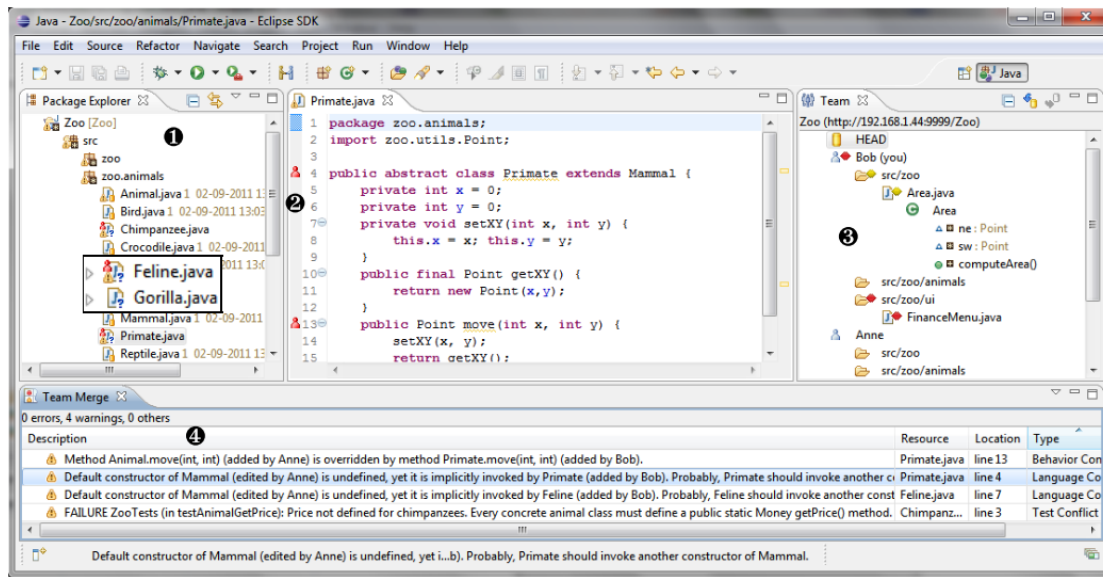 Java - Zoo/src/zoo/animals/Primate.java - Eclipse SDK
File Edit Source Refactor Navigate Search Project Run Window Help
Java
Package Explorer
Zoo [Zoo]
❶
src
zoo
zoo.animals
Animal.java 1 02-09-2011
Bird.java 1 02-09-2011 13:03
Chimpanzee.java
Crocodile.java 1 02-09-2011
Feline.java
Gorilla.java
Mammal.java 1 02-09-2011
Primate.java
Reptile.java 1 02-09-2011
Primate.java
❷
1 package zoo.animals;
2 import zoo.utils.Point;
3
4 public abstract class Primate extends Mammal {
5 private int x = 0;
6 private int y = 0;
7 private void setXY(int x, int y) {
8 this.x = x; this.y = y;
9 }
10 public final Point getXY() {
11 return new Point(x,y);
12 }
13 public Point move(int x, int y) {
14 setXY(x, y);
15 return getXY();
Team
Zoo (http://192.168.1.44:9999/Zoo)
HEAD
Bob (you)
src/zoo
Area.java
Area
❸
ne : Point
sw : Point
computeArea()
src/zoo/animals
src/zoo/ui
FinanceMenu.java
Anne
src/zoo
src/zoo/animals
Team Merge
0 errors, 4 warnings, 0 others
❹
Description Resource Location Type
Method Animal.move(int, int) (added by Anne) is overridden by method Primate.move(int, int) (added by Bob). Primate.java line 13 Behavior Con
Default constructor of Mammal (edited by Anne) is undefined, yet it is implicitly invoked by Primate (added by Bob). Probably, Primate should invoke another c Primate.java line 4 Language Co
Default constructor of Mammal (edited by Anne) is undefined, yet it is implicitly invoked by Feline (added by Bob). Probably, Feline should invoke another const Feline.java line 7 Language Co
FAILURE ZooTests (in testAnimalGetPrice): Price not defined for chimpanzees. Every concrete animal class must define a public static Money getPrice() method. Chimpanz... line 3 Test Conflict
Default constructor of Mammal (edited by Anne) is undefined, yet i...b). Probably, Primate should invoke another constructor of Mammal.